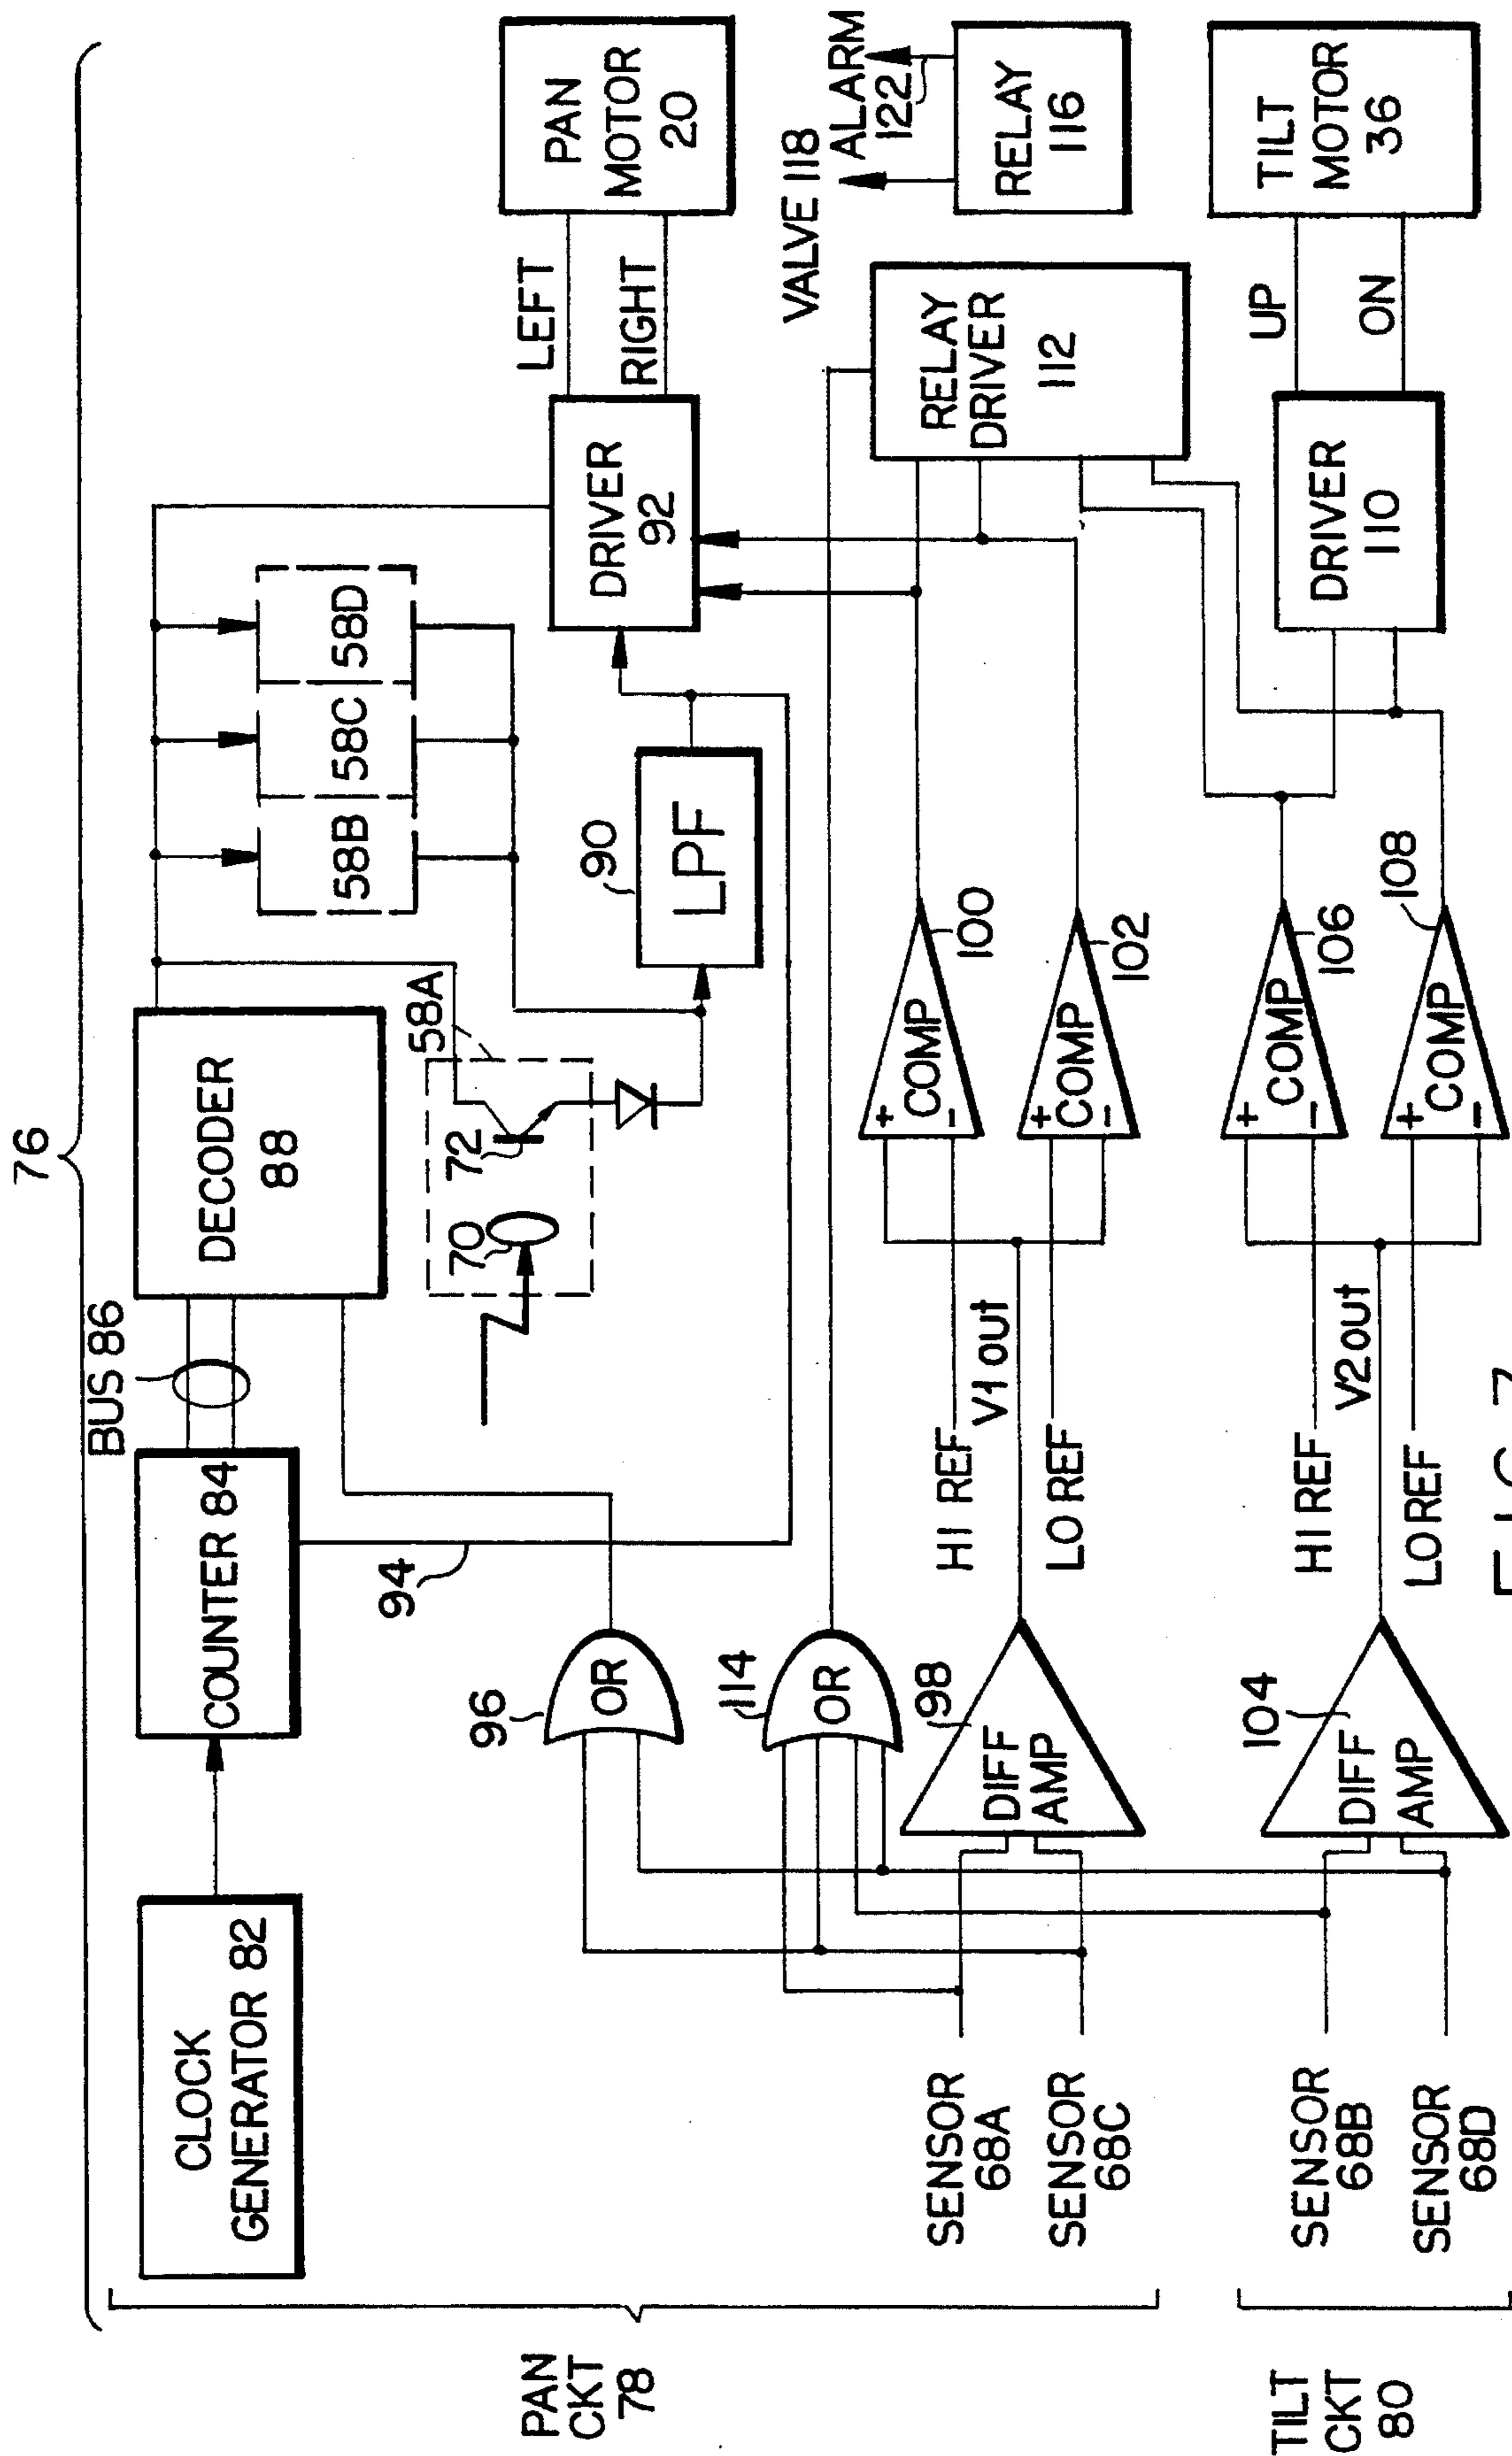 76
PAN
CKT
78
TILT
CKT
80
CLOCK
GENERATOR 82
COUNTER 84
BUS 86
DECODER
88
94
58A
70
72
58B
58C
58D
90
LPF
DRIVER
92
LEFT
RIGHT
PAN
MOTOR
20
96
OR
114
OR
SENSOR
68A
SENSOR
68C
98
DIFF
AMP
HI REF
V1 out
LO REF
+
COMP
-
100
+
COMP
-
102
RELAY
DRIVER
112
VALVE 118
ALARM
122
RELAY
116
SENSOR
68B
SENSOR
68D
104
DIFF
AMP
HI REF
V2 out
LO REF
+
COMP
-
106
+
COMP
-
108
DRIVER
110
UP
ON
TILT
MOTOR
36